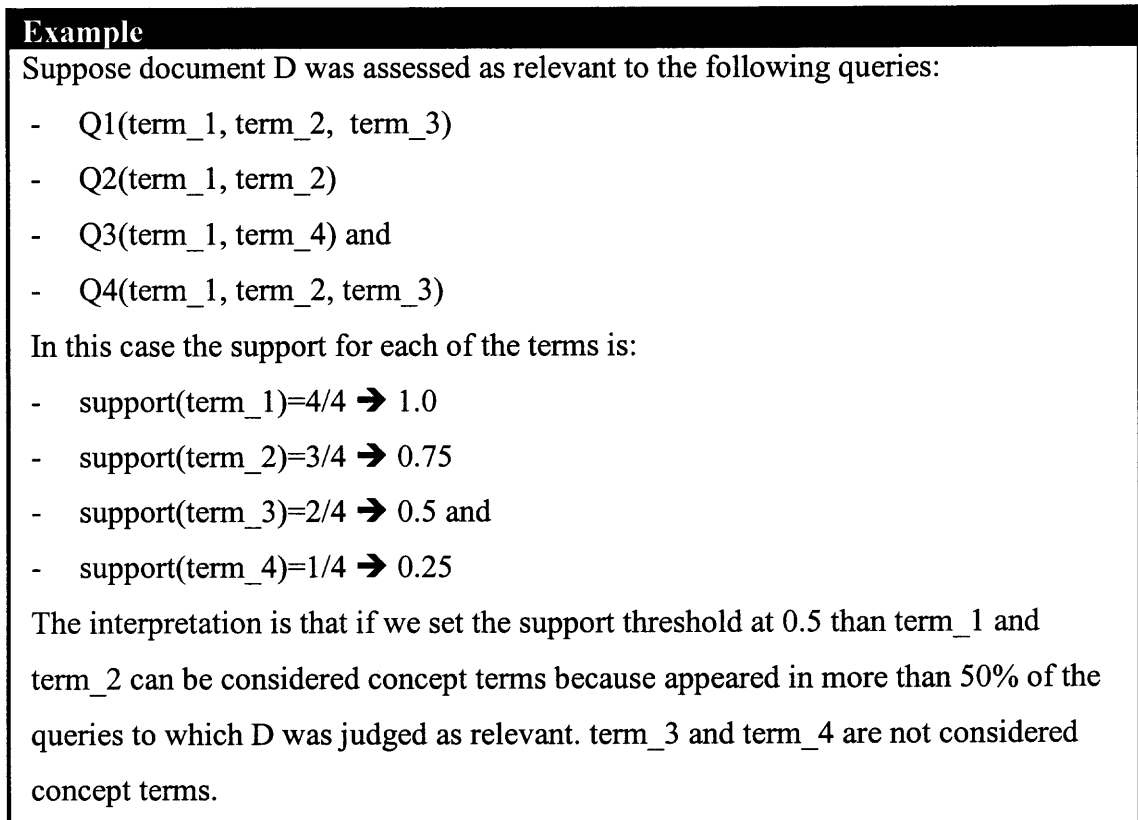 Example
Suppose document D was assessed as relevant to the following queries:
- Q1(term_1, term_2, term_3)
- Q2(term_1, term_2)
- Q3(term_1, term_4) and
- Q4(term_1, term_2, term_3)
In this case the support for each of the terms is:
- support(term_1)=4/4 ➔ 1.0
- support(term_2)=3/4 ➔ 0.75
- support(term_3)=2/4 ➔ 0.5 and
- support(term_4)=1/4 ➔ 0.25
The interpretation is that if we set the support threshold at 0.5 than term_1 and
term_2 can be considered concept terms because appeared in more than 50% of the
queries to which D was judged as relevant. term_3 and term_4 are not considered
concept terms.